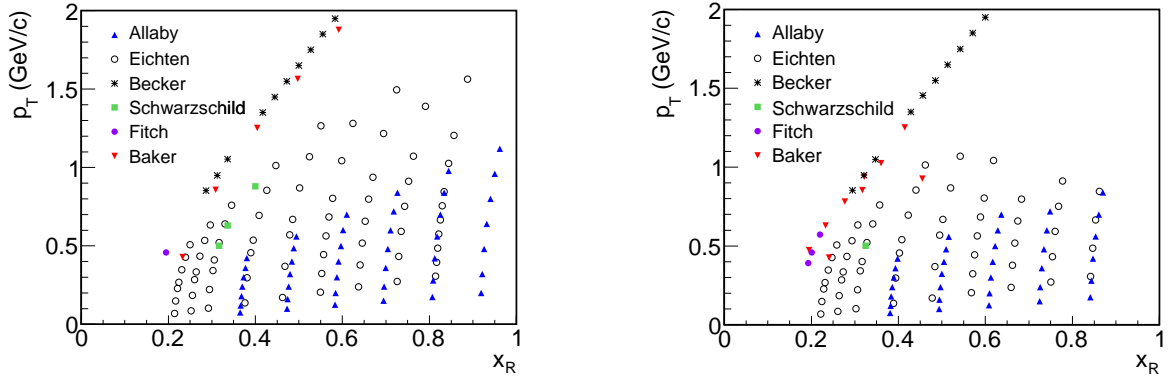 p_T (GeV/c)
2
1.5
1
0.5
0
Allaby
Eichten
Becker
Schwarzschild
Fitch
Baker
0 0.2 0.4 0.6 0.8 1
x_R
p_T (GeV/c)
2
1.5
1
0.5
0
Allaby
Eichten
Becker
Schwarzschild
Fitch
Baker
0 0.2 0.4 0.6 0.8 1
x_R